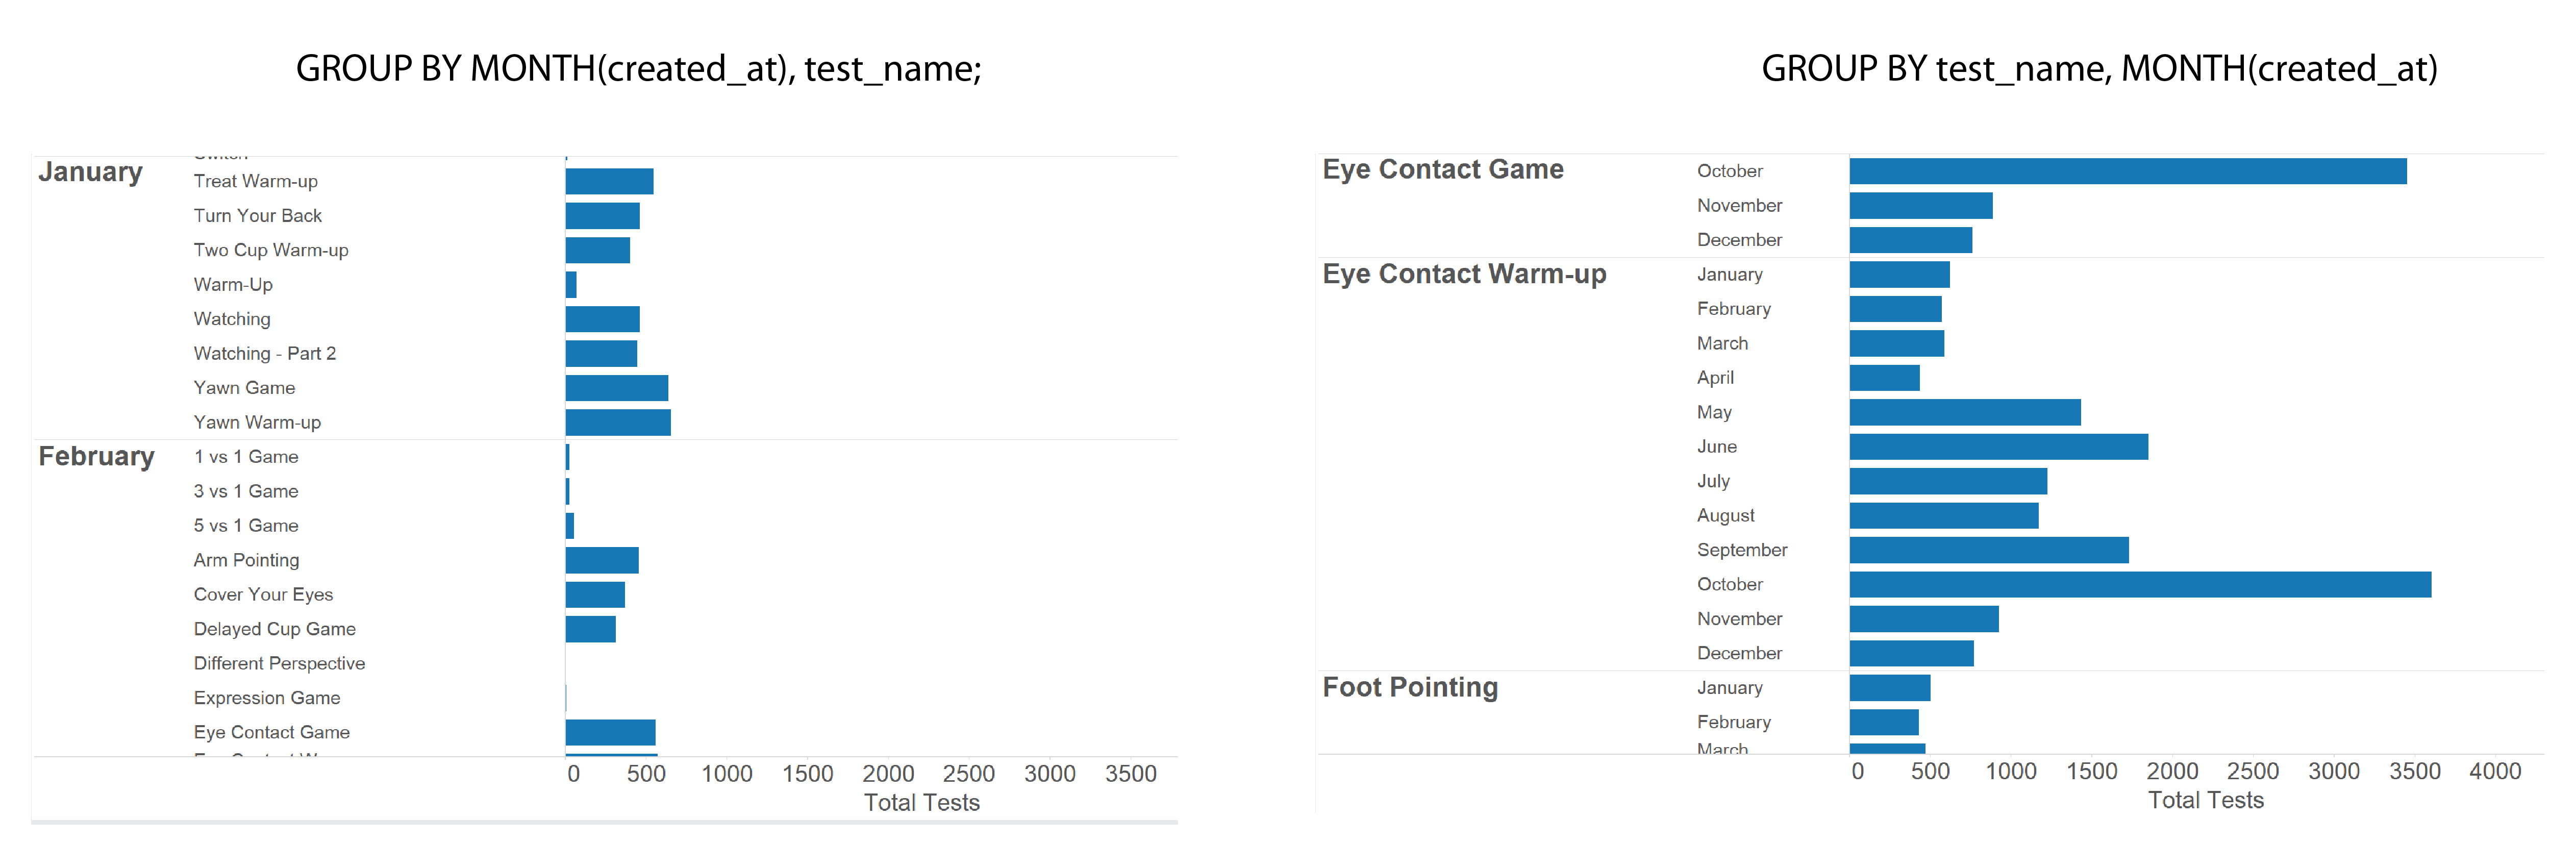 GROUP BY MONTH(created_at), test_name;
January
Treat Warm-up
Turn Your Back
Two Cup Warm-up
Warm-Up
Watching
Watching - Part 2
Yawn Game
Yawn Warm-up
February
1 vs 1 Game
3 vs 1 Game
5 vs 1 Game
Arm Pointing
Cover Your Eyes
Delayed Cup Game
Different Perspective
Expression Game
Eye Contact Game
0 500 1000 1500 2000 2500 3000 3500
Total Tests
GROUP BY test_name, MONTH(created_at)
Eye Contact Game
October
November
December
Eye Contact Warm-up
January
February
March
April
May
June
July
August
September
October
November
December
Foot Pointing
January
February
March
0 500 1000 1500 2000 2500 3000 3500 4000
Total Tests